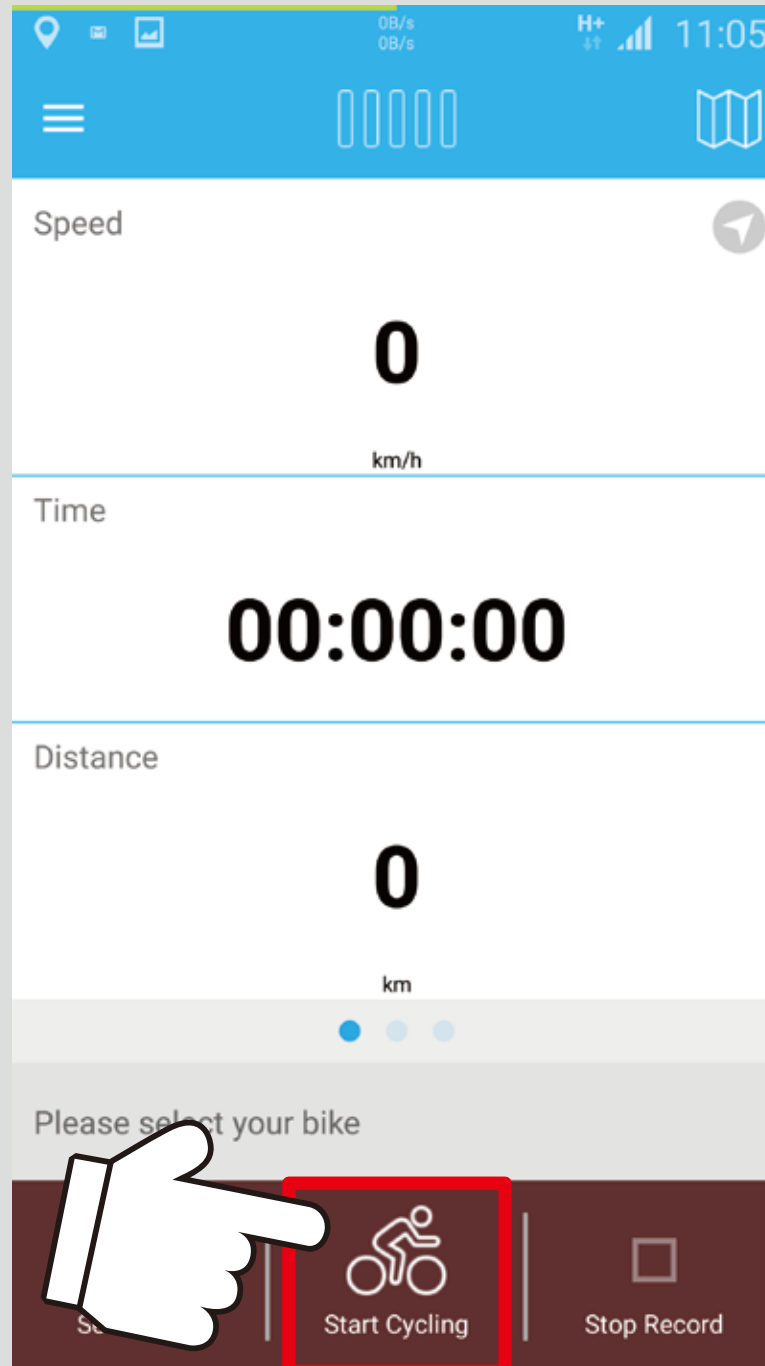 0B/s
0B/s
H+
11:05
Speed
0
km/h
Time
00:00:00
Distance
0
km
Please select your bike
Start Cycling
Stop Record